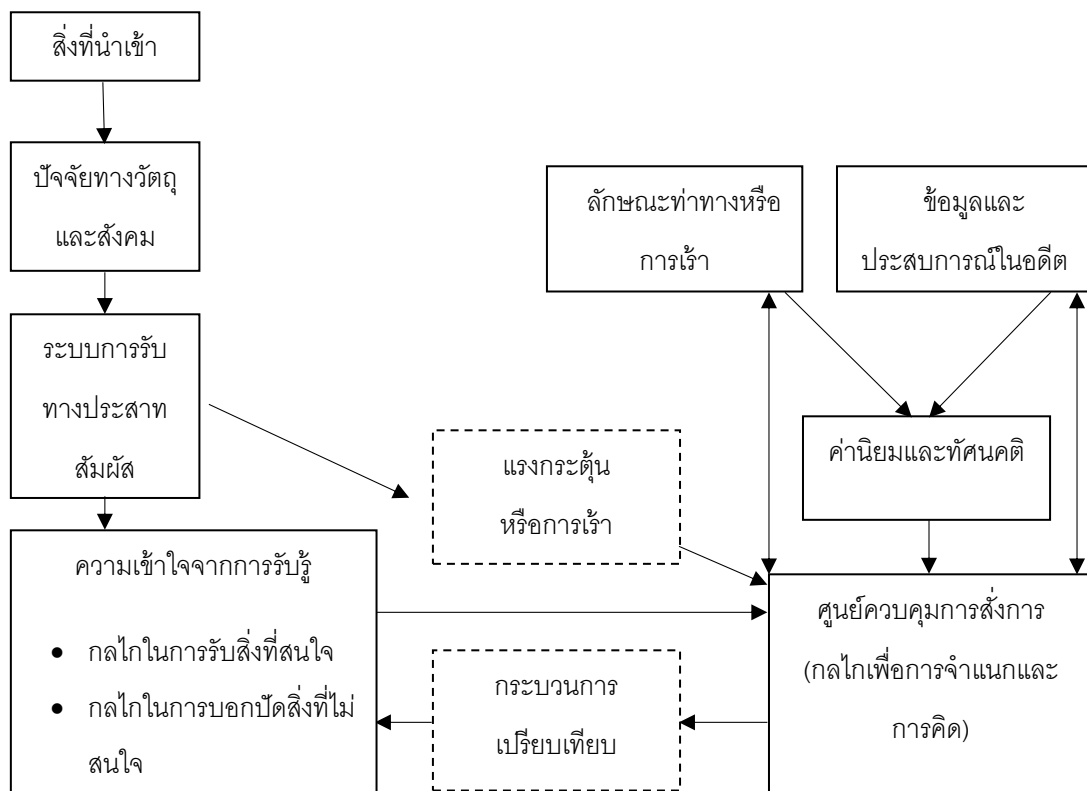 สิ่งที่นำเข้า
ปัจจัยทางวัตถุ
และสังคม
ระบบการรับ
ทางประสาท
สัมผัส
ความเข้าใจจากการรับรู้
● กลไกในการรับสิ่งที่สนใจ
● กลไกในการบอกปัดสิ่งที่ไม่
สนใจ
แรงกระตุ้น
หรือการเร้า
กระบวนการ
เปรียบเทียบ
ลักษณะท่าทางหรือ
การเร้า
ข้อมูลและ
ประสบการณ์ในอดีต
ค่านิยมและทัศนคติ
ศูนย์ควบคุมการสั่งการ
(กลไกเพื่อการจำแนกและ
การคิด)